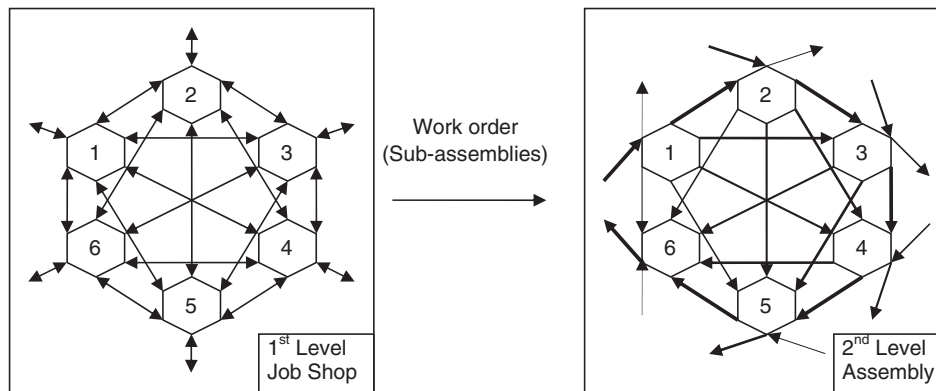 2
1
3
6
4
5
1st Level
Job Shop
Work order
(Sub-assemblies)
2
1
3
6
4
5
2nd Level
Assembly